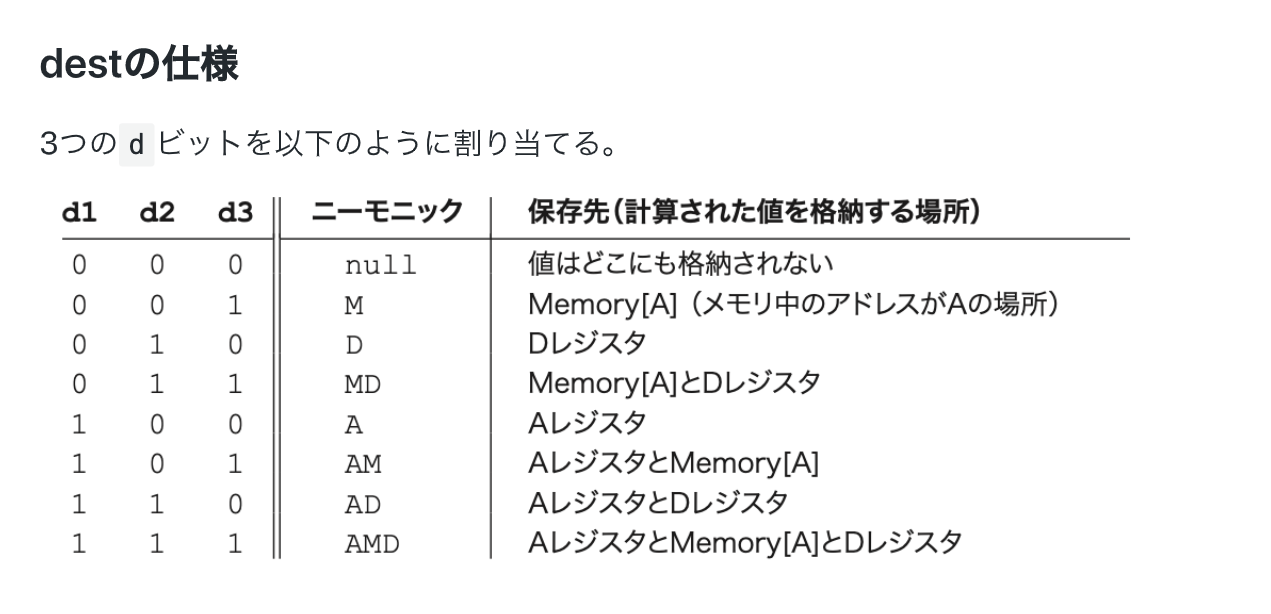 destの仕様
3つの d ビットを以下のように割り当てる。
d1 d2 d3 ニーモニック 保存先(計算された値を格納する場所)
0 0 0 null 値はどこにも格納されない
0 0 1 M Memory[A](メモリ中のアドレスがAの場所)
0 1 0 D Dレジスタ
0 1 1 MD Memory[A]とDレジスタ
1 0 0 A Aレジスタ
1 0 1 AM AレジスタとMemory[A]
1 1 0 AD AレジスタとDレジスタ
1 1 1 AMD AレジスタとMemory[A]とDレジスタ